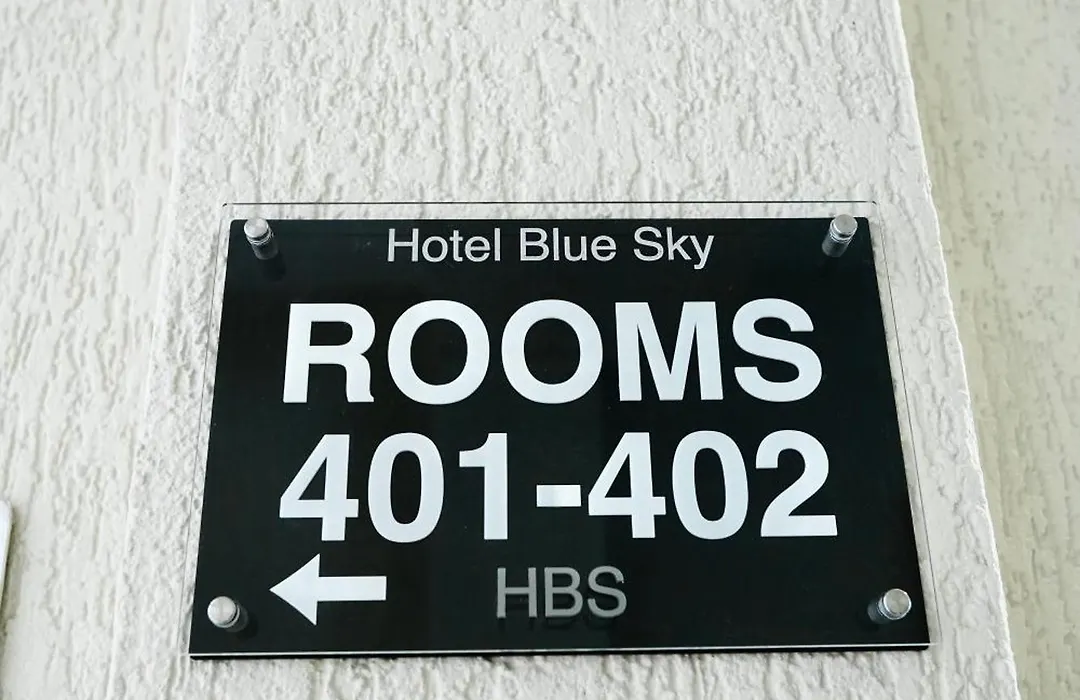 Hotel Blue Sky
ROOMS
401-402
HBS